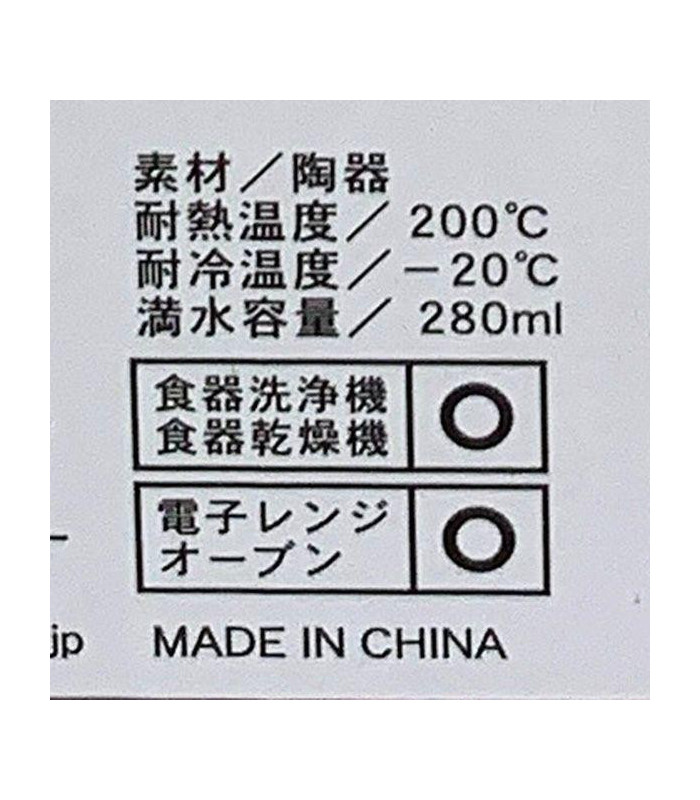 素材／陶器
耐熱温度／ 200℃
耐冷温度／－20℃
満水容量／ 280ml
食器洗浄機
食器乾燥機
○
電子レンジ
オーブン
○
jp
MADE IN CHINA